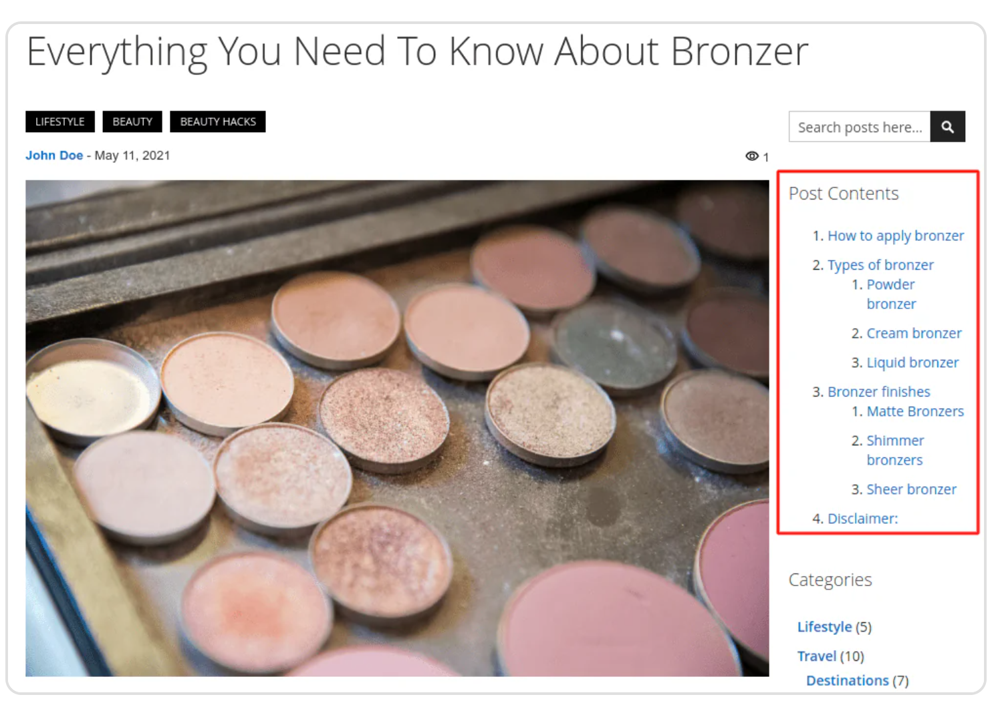 Everything You Need To Know About Bronzer
LIFESTYLE BEAUTY BEAUTY HACKS
John Doe - May 11, 2021
1
Search posts here...
Post Contents
1. How to apply bronzer
2. Types of bronzer
1. Powder
bronzer
2. Cream bronzer
3. Liquid bronzer
3. Bronzer finishes
1. Matte Bronzers
2. Shimmer
bronzers
3. Sheer bronzer
4. Disclaimer:
Categories
Lifestyle (5)
Travel (10)
Destinations (7)